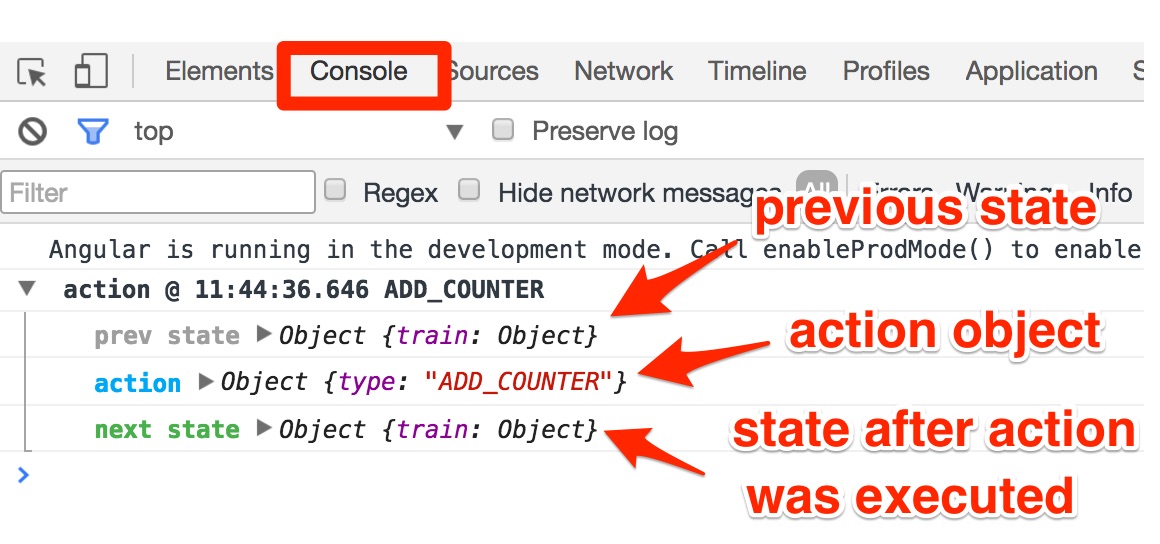 Elements Console Sources Network Timeline Profiles Application S
top Preserve log
Filter Regex Hide network messages All Errors Warnings Info
previous state
Angular is running in the development mode. Call enableProdMode() to enable
action @ 11:44:36.646 ADD_COUNTER
prev state Object {train: Object}
action object
action Object {type: "ADD_COUNTER"}
next state Object {train: Object}
state after action
was executed